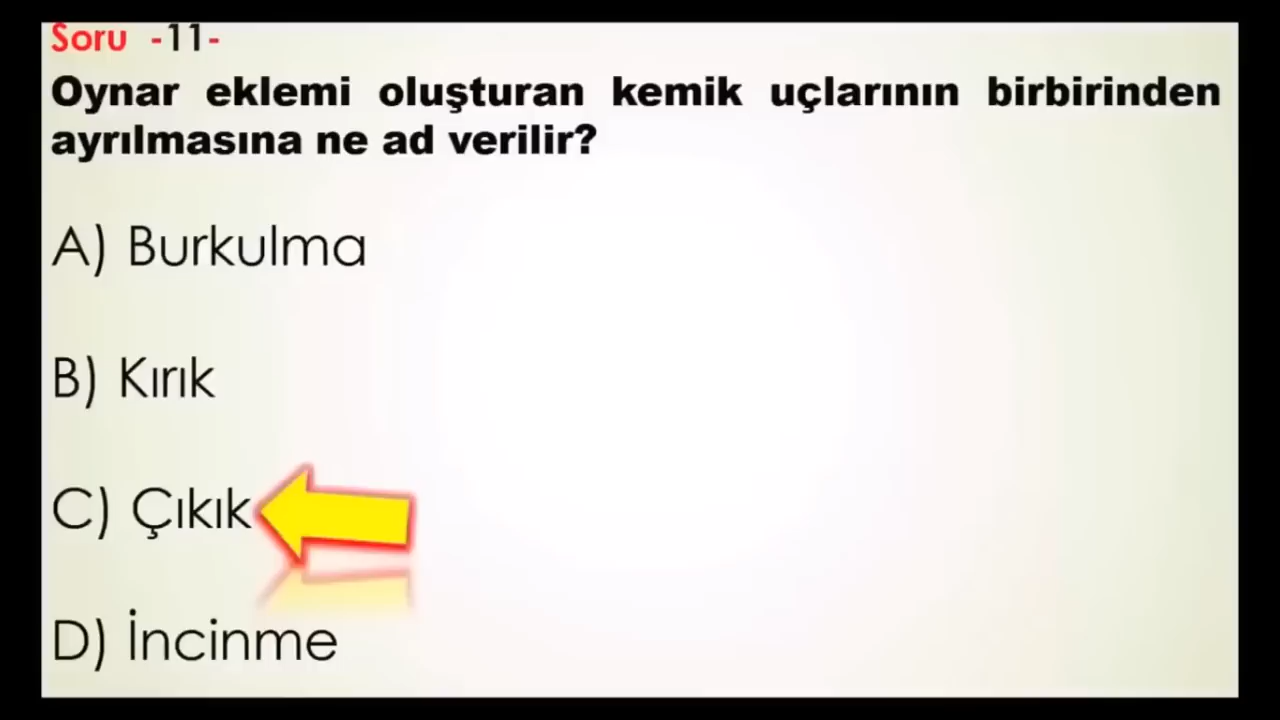 Soru -11-
Oynar eklemi oluşturan kemik uçlarının birbirinden
ayrılmasına ne ad verilir?
A) Burkulma
B) Kırık
C) Çıkık
D) İncinme